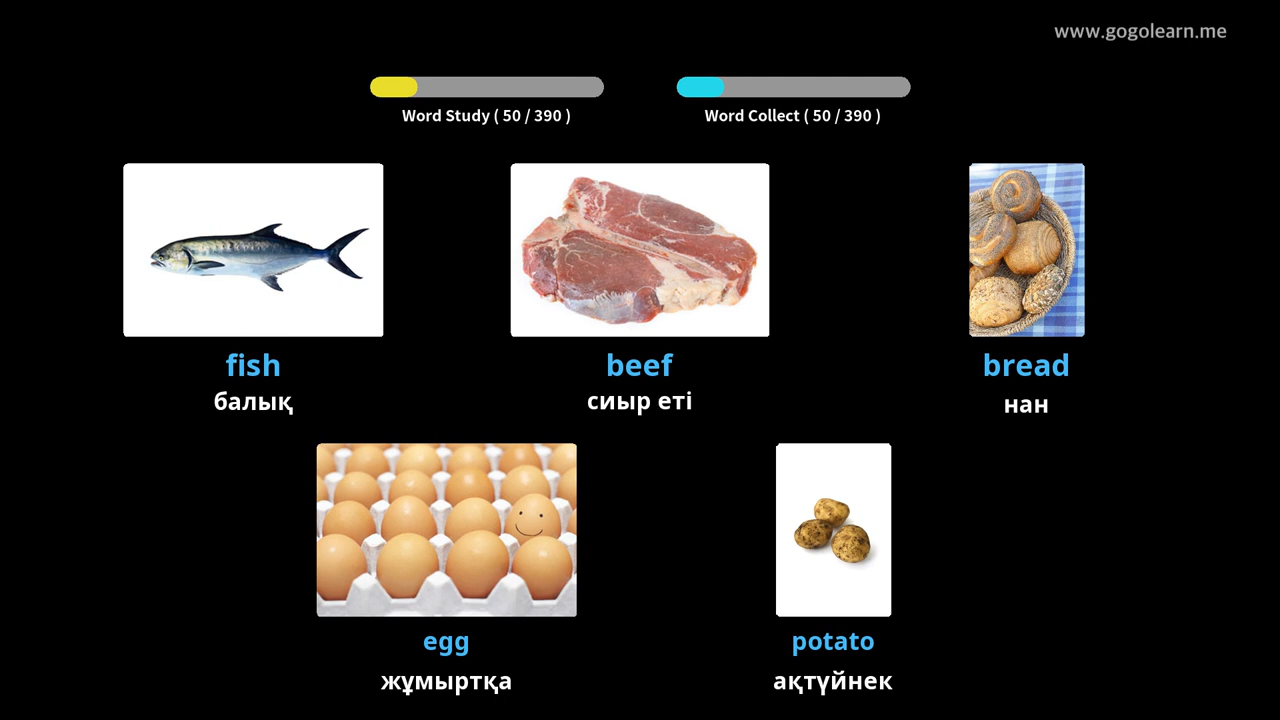 www.gogolearn.me
Word Study ( 50 / 390 )
Word Collect ( 50 / 390 )
fish
балық
beef
сиыр еті
bread
нан
egg
жұмыртқа
potato
ақтүйнек